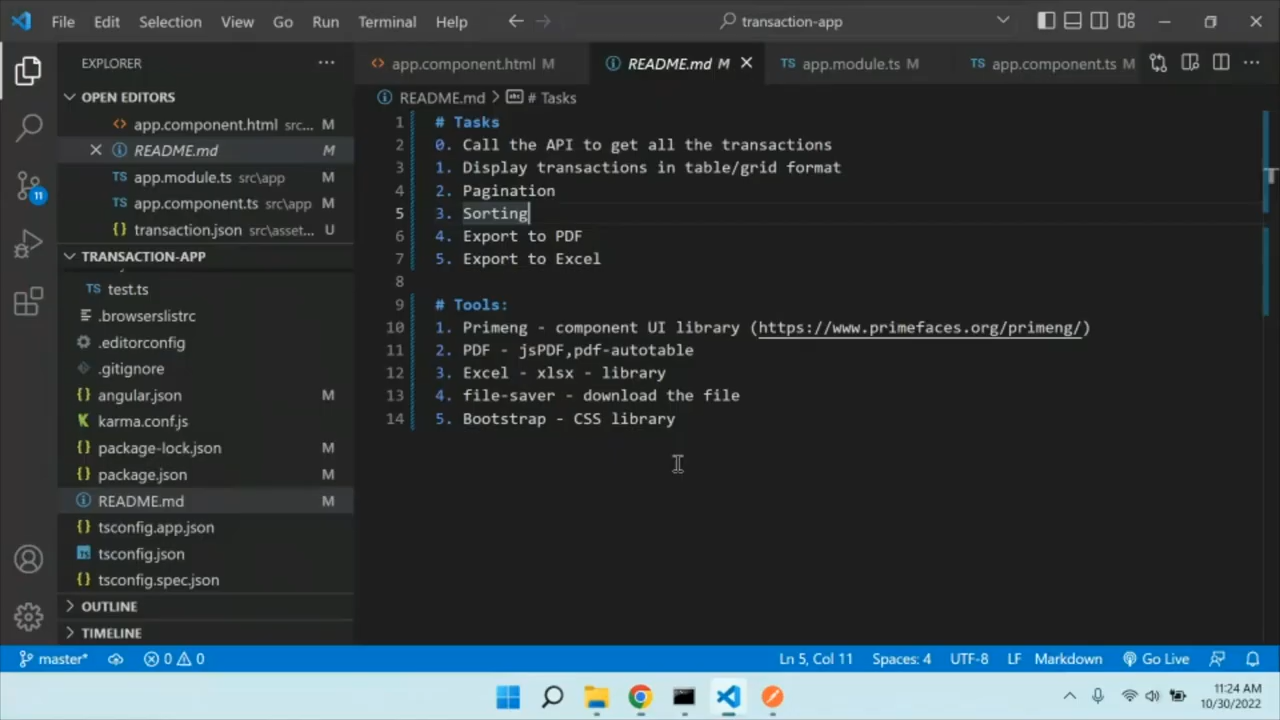 File Edit Selection View Go Run Terminal Help transaction-app
EXPLORER
OPEN EDITORS
app.component.html src... M
README.md M
TS app.module.ts src\app M
TS app.component.ts src\app M
{} transaction.json src\asset... U
TRANSACTION-APP
TS test.ts
.browserslistrc
.editorconfig
.gitignore
angular.json M
karma.conf.js
{} package-lock.json M
{} package.json M
README.md M
{} tsconfig.app.json
TS tsconfig.json
{} tsconfig.spec.json
OUTLINE
TIMELINE
11
app.component.html M README.md M TS app.module.ts M TS app.component.ts M
README.md > abc # Tasks
1 # Tasks
2 0. Call the API to get all the transactions
3 1. Display transactions in table/grid format
4 2. Pagination
5 3. Sorting
6 4. Export to PDF
7 5. Export to Excel
8
9 # Tools:
10 1. Primeng - component UI library (https://www.primefaces.org/primeng/)
11 2. PDF - jsPDF,pdf-autotable
12 3. Excel - xlsx - library
13 4. file-saver - download the file
14 5. Bootstrap - CSS library
master* 0 0 Ln 5, Col 11 Spaces: 4 UTF-8 LF Markdown Go Live
11:24 AM
10/30/2022